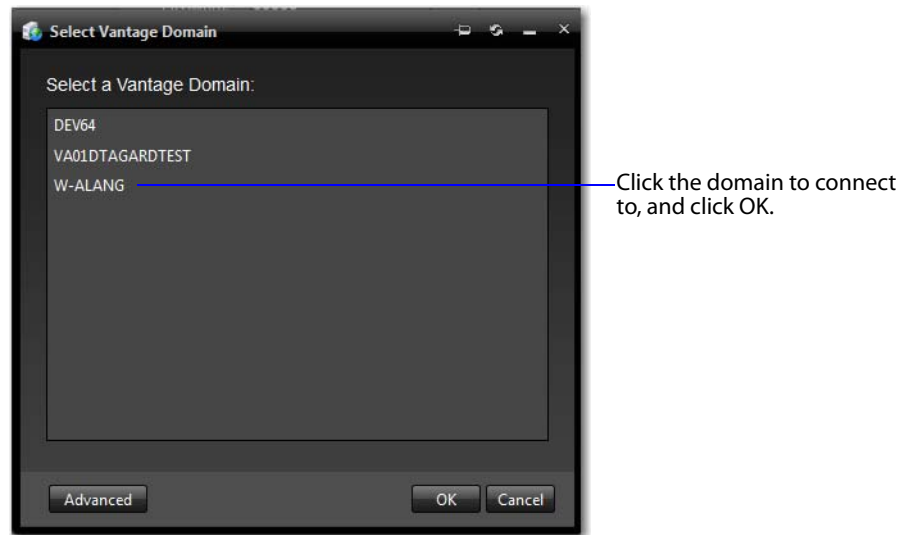 Select Vantage Domain
Select a Vantage Domain:
DEV64
VA01DTAGARDTEST
W-ALANG
Click the domain to connect
to, and click OK.
Advanced
OK Cancel